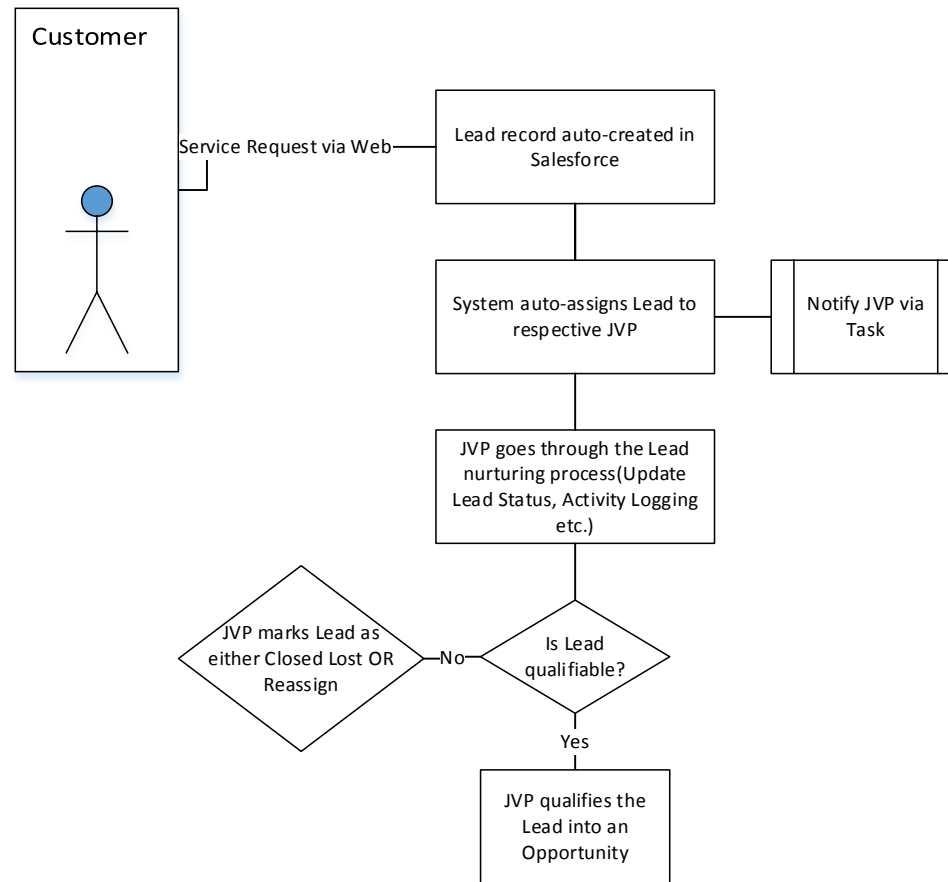 Customer
Service Request via Web
Lead record auto-created in
Salesforce
System auto-assigns Lead to
respective JVP
Notify JVP via
Task
JVP goes through the Lead
nurturing process(Update
Lead Status, Activity Logging
etc.)
JVP marks Lead as
either Closed Lost OR
Reassign
No
Is Lead
qualifiable?
Yes
JVP qualifies the
Lead into an
Opportunity